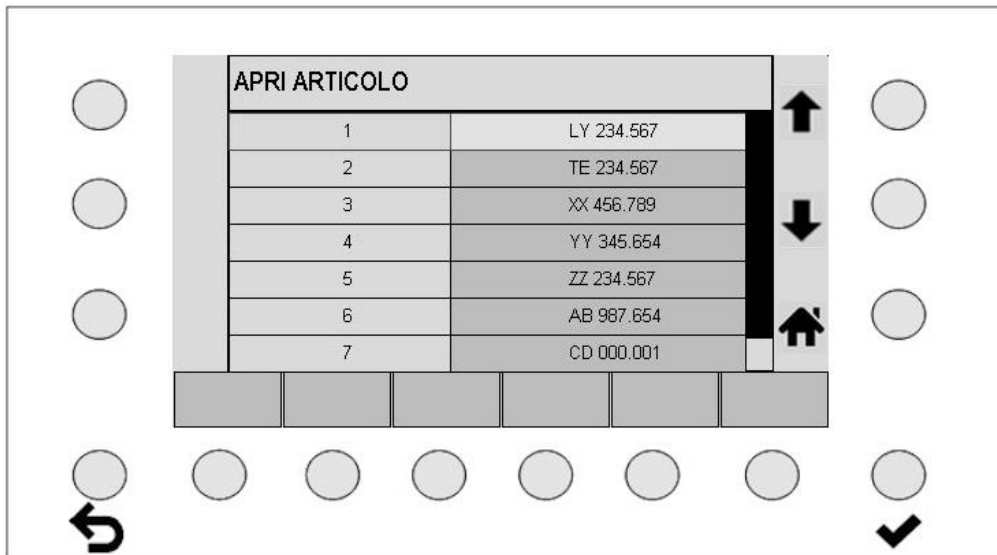 APRI ARTICOLO
1 LY 234.567
2 TE 234.567
3 XX 456.789
4 YY 345.654
5 ZZ 234.567
6 AB 987.654
7 CD 000.001